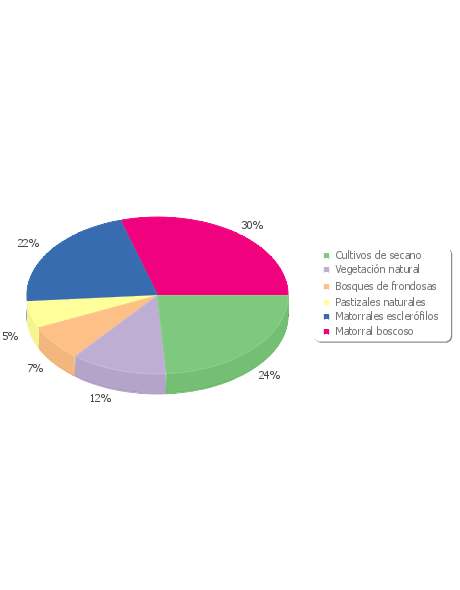 30%
22%
5%
7%
12%
24%
Cultivos de secano
Vegetación natural
Bosques de frondosas
Pastizales naturales
Matorrales esclerófilos
Matorral boscoso